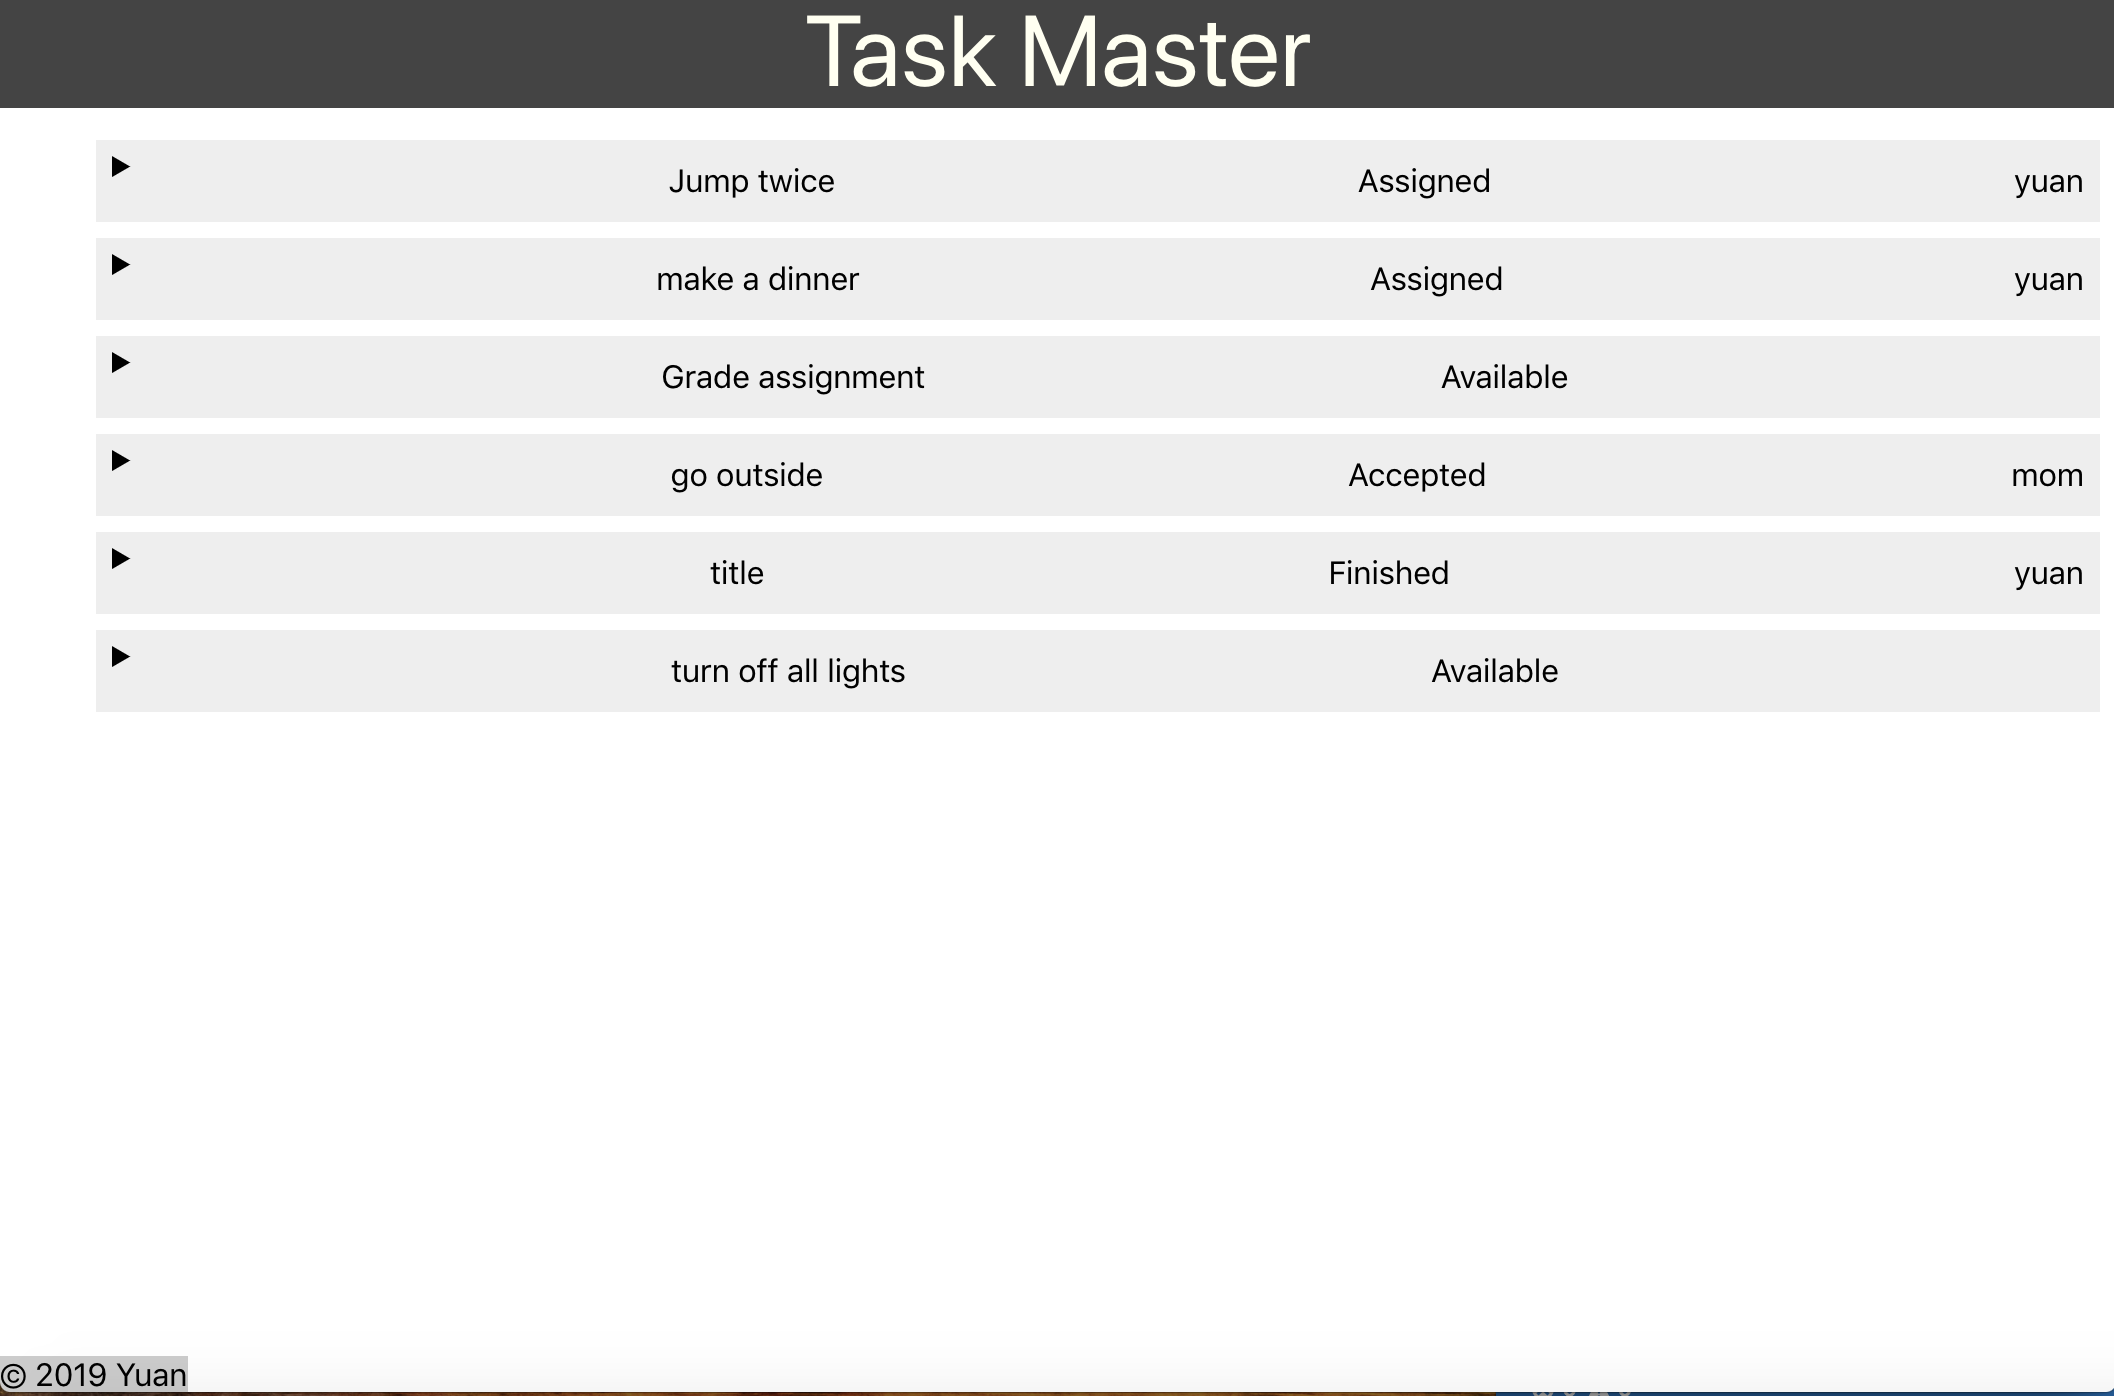 Task Master
Jump twice Assigned yuan
make a dinner Assigned yuan
Grade assignment Available
go outside Accepted mom
title Finished yuan
turn off all lights Available
© 2019 Yuan